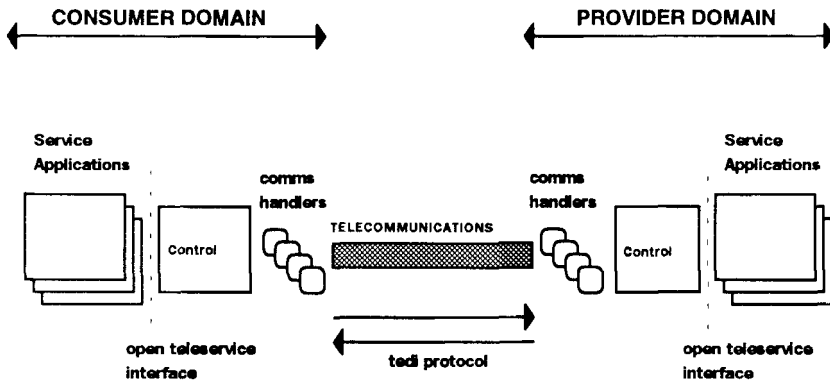 CONSUMER DOMAIN
PROVIDER DOMAIN
Service
Applications
comms
handlers
TELECOMMUNICATIONS
comms
handlers
Service
Applications
Control
Control
open teleservice
interface
tedi protocol
open teleservice
interface